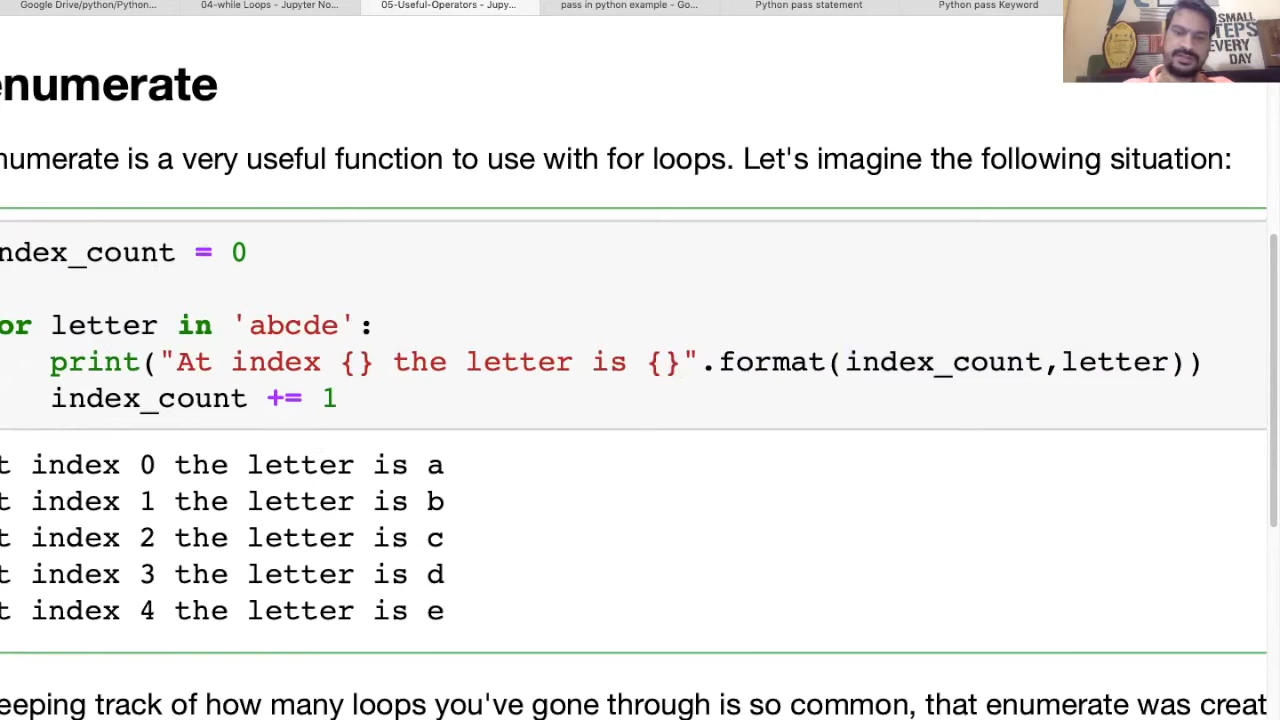 Google Drive/python/Python... 04-while Loops - Jupyter No... 05-Useful-Operators - Jupy... pass in python example - Go... Python pass statement Python pass Keyword
SMALL
STEPS
EVERY
DAY
numerate
numerate is a very useful function to use with for loops. Let's imagine the following situation:
ndex_count = 0
or letter in 'abcde':
print("At index {} the letter is {}".format(index_count,letter))
index_count += 1
t index 0 the letter is a
t index 1 the letter is b
t index 2 the letter is c
t index 3 the letter is d
t index 4 the letter is e
eeping track of how many loops you've gone through is so common, that enumerate was creat